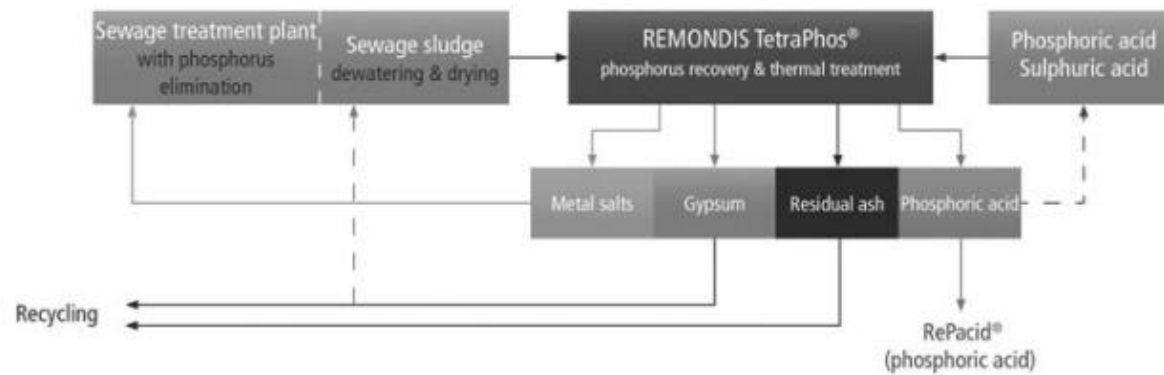 Sewage treatment plant
with phosphorus
elimination
Sewage sludge
dewatering & drying
REMONDIS TetraPhos®
phosphorus recovery & thermal treatment
Phosphoric acid
Sulphuric acid
Metal salts
Gypsum
Residual ash
Phosphoric acid
Recycling
RePacid®
(phosphoric acid)